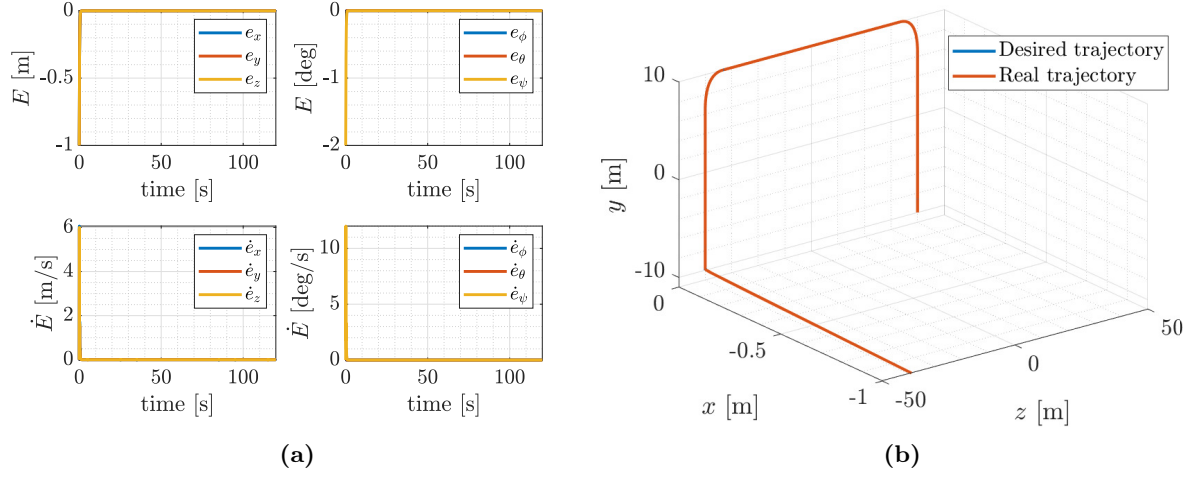 0
-0.5
-1
E [m]
e_x
e_y
e_z
0 50 100
time [s]
0
-1
-2
E [deg]
e_ϕ
e_θ
e_ψ
0 50 100
time [s]
6
4
2
0
Ė [m/s]
ė_x
ė_y
ė_z
0 50 100
time [s]
10
5
0
Ė [deg/s]
ė_ϕ
ė_θ
ė_ψ
0 50 100
time [s]
(a)
Desired trajectory
Real trajectory
10
0
-10
y [m]
0
-0.5
-1
x [m]
-50
0
50
z [m]
(b)